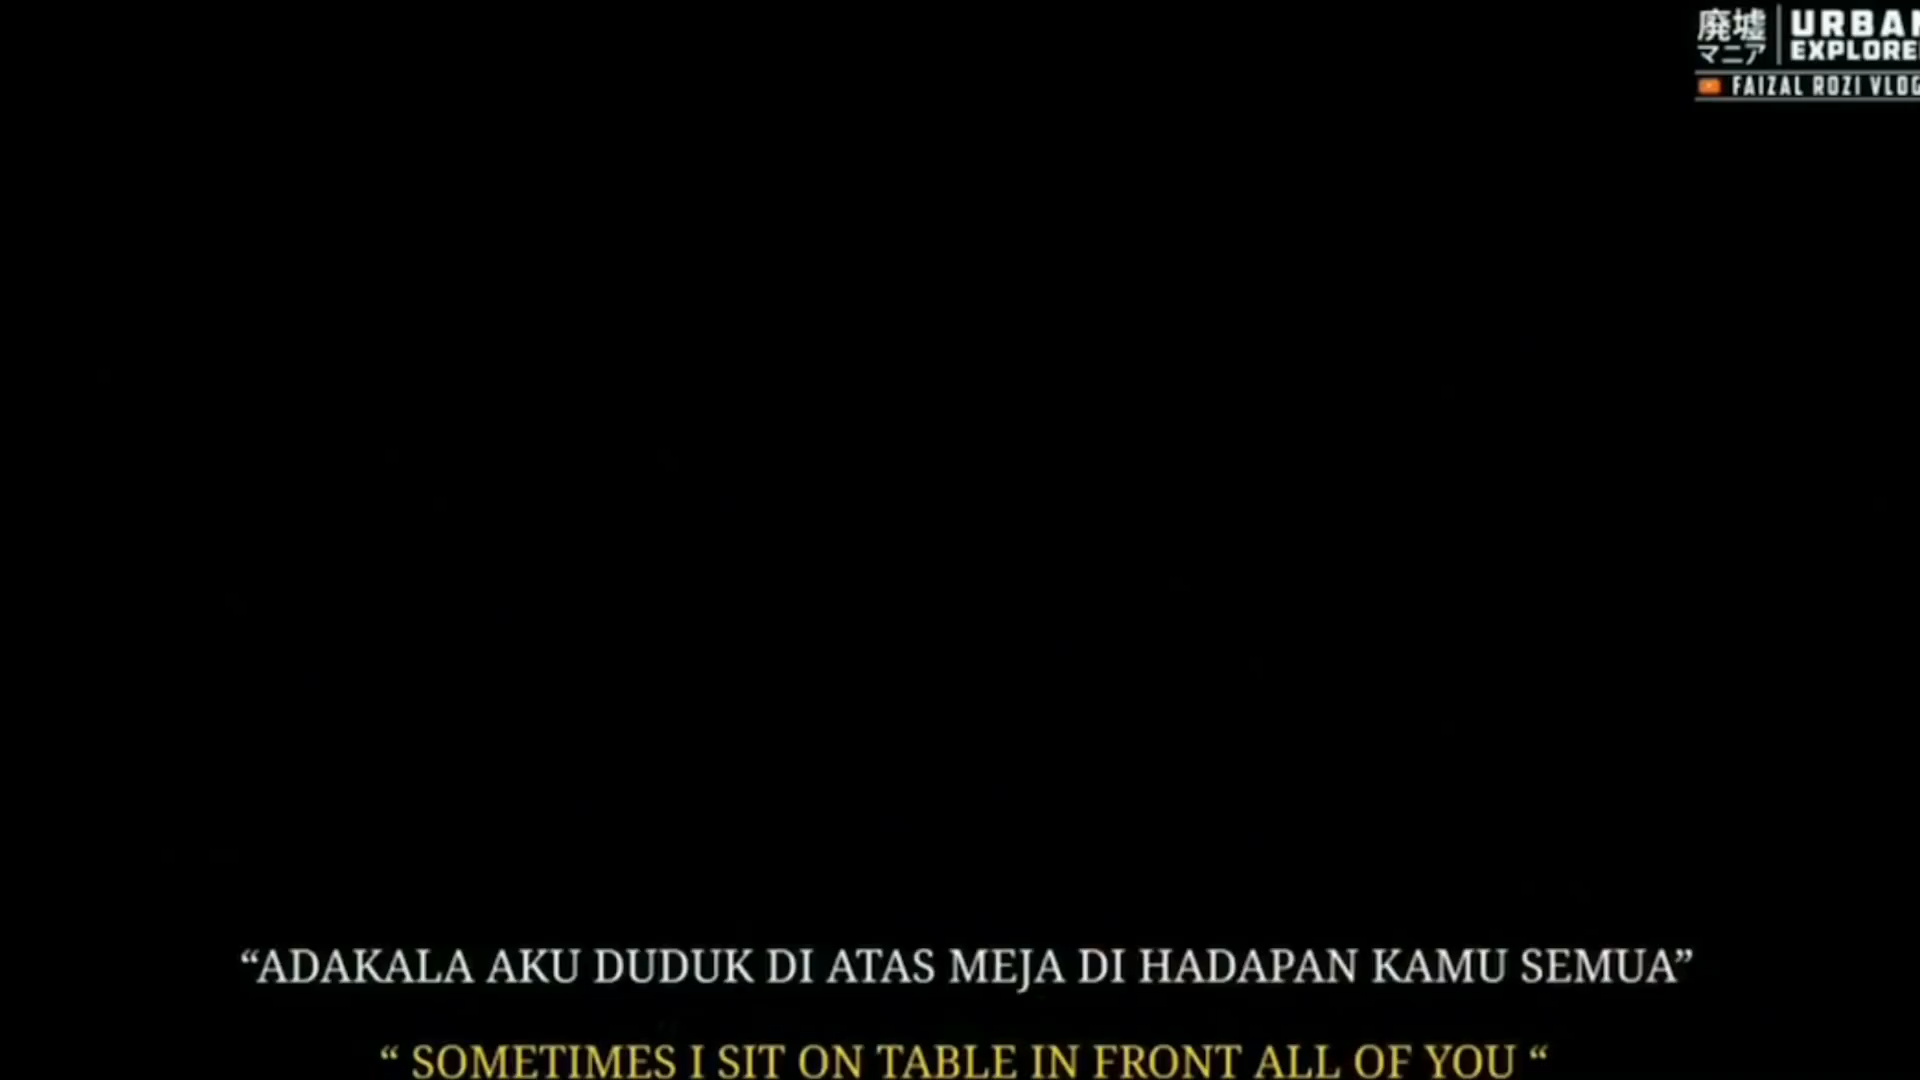 廃墟
マニア
URBAN
EXPLORE
FAIZAL ROZI VLOG
“ADAKALA AKU DUDUK DI ATAS MEJA DI HADAPAN KAMU SEMUA”
“ SOMETIMES I SIT ON TABLE IN FRONT ALL OF YOU “